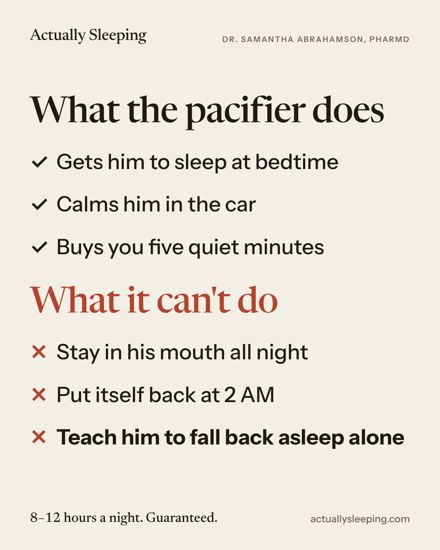 Actually Sleeping
DR. SAMANTHA ABRAHAMSON, PHARMD
What the pacifier does
✓ Gets him to sleep at bedtime
✓ Calms him in the car
✓ Buys you five quiet minutes
What it can't do
✕ Stay in his mouth all night
✕ Put itself back at 2 AM
✕ Teach him to fall back asleep alone
8–12 hours a night. Guaranteed.
actuallysleeping.com